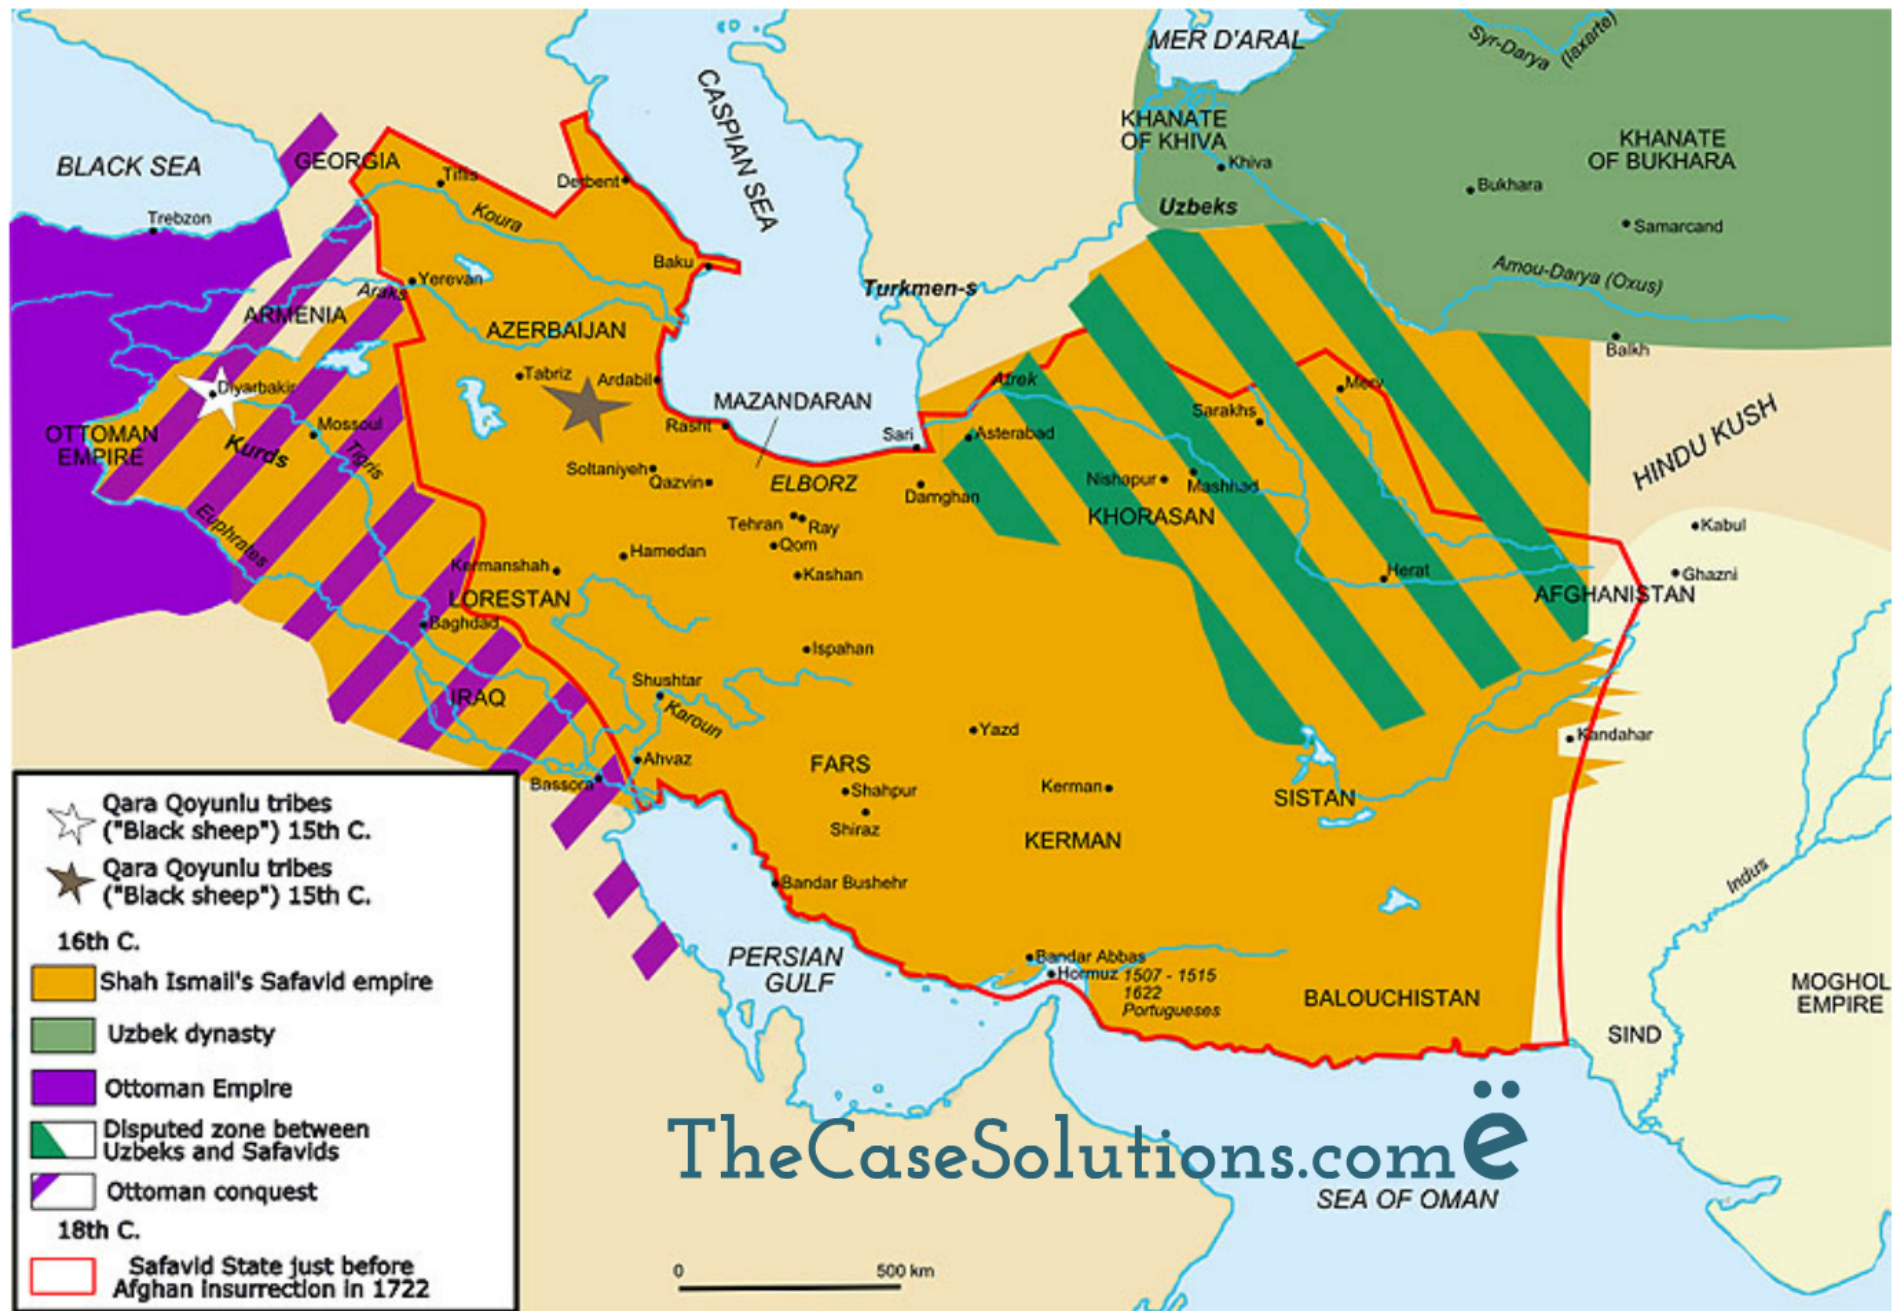 MER D'ARAL
Syr-Darya
(Iaxarte)
CASPIAN SEA
KHANATE
OF KHIVA
KHANATE
OF BUKHARA
BLACK SEA
GEORGIA
Tiflis
Derbent
Khiva
Bukhara
Trebzon
Koura
Uzbeks
Samarcand
Baku
Yerevan
Araks
Turkmen-s
Amou-Darya (Oxus)
ARMENIA
AZERBAIJAN
Balkh
Diyarbakir
Tabriz
Ardabil
Atrek
Merv
MAZANDARAN
Sarakhs
HINDU KUSH
OTTOMAN
EMPIRE
Mossoul
Kurds
Tigris
Rasht
Sari
Asterabad
Soltaniyeh
Qazvin
ELBORZ
Damghan
Nishapur
Mashhad
KHORASAN
Euphrates
Tehran
Ray
Qom
Kabul
Kermanshah
Hamedan
Kashan
Herat
Ghazni
LORESTAN
AFGHANISTAN
Baghdad
Ispahan
IRAQ
Shushtar
Karoun
Yazd
Kandahar
Ahvaz
FARS
Bassora
Shahpur
Kerman
SISTAN
Shiraz
KERMAN
Bandar Bushehr
Indus
PERSIAN
GULF
Bandar Abbas
Hormuz 1507 - 1515
1622
Portugueses
BALOUCHISTAN
MOGHOL
EMPIRE
SIND
Qara Qoyunlu tribes
("Black sheep") 15th C.
Qara Qoyunlu tribes
("Black sheep") 15th C.
16th C.
Shah Ismail's Safavid empire
Uzbek dynasty
Ottoman Empire
Disputed zone between
Uzbeks and Safavids
Ottoman conquest
18th C.
Safavid State just before
Afghan insurrection in 1722
TheCaseSolutions.com ë
SEA OF OMAN
0 500 km